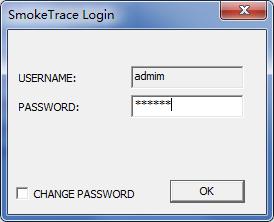 SmokeTrace Login
USERNAME: admim
PASSWORD: ******
CHANGE PASSWORD OK